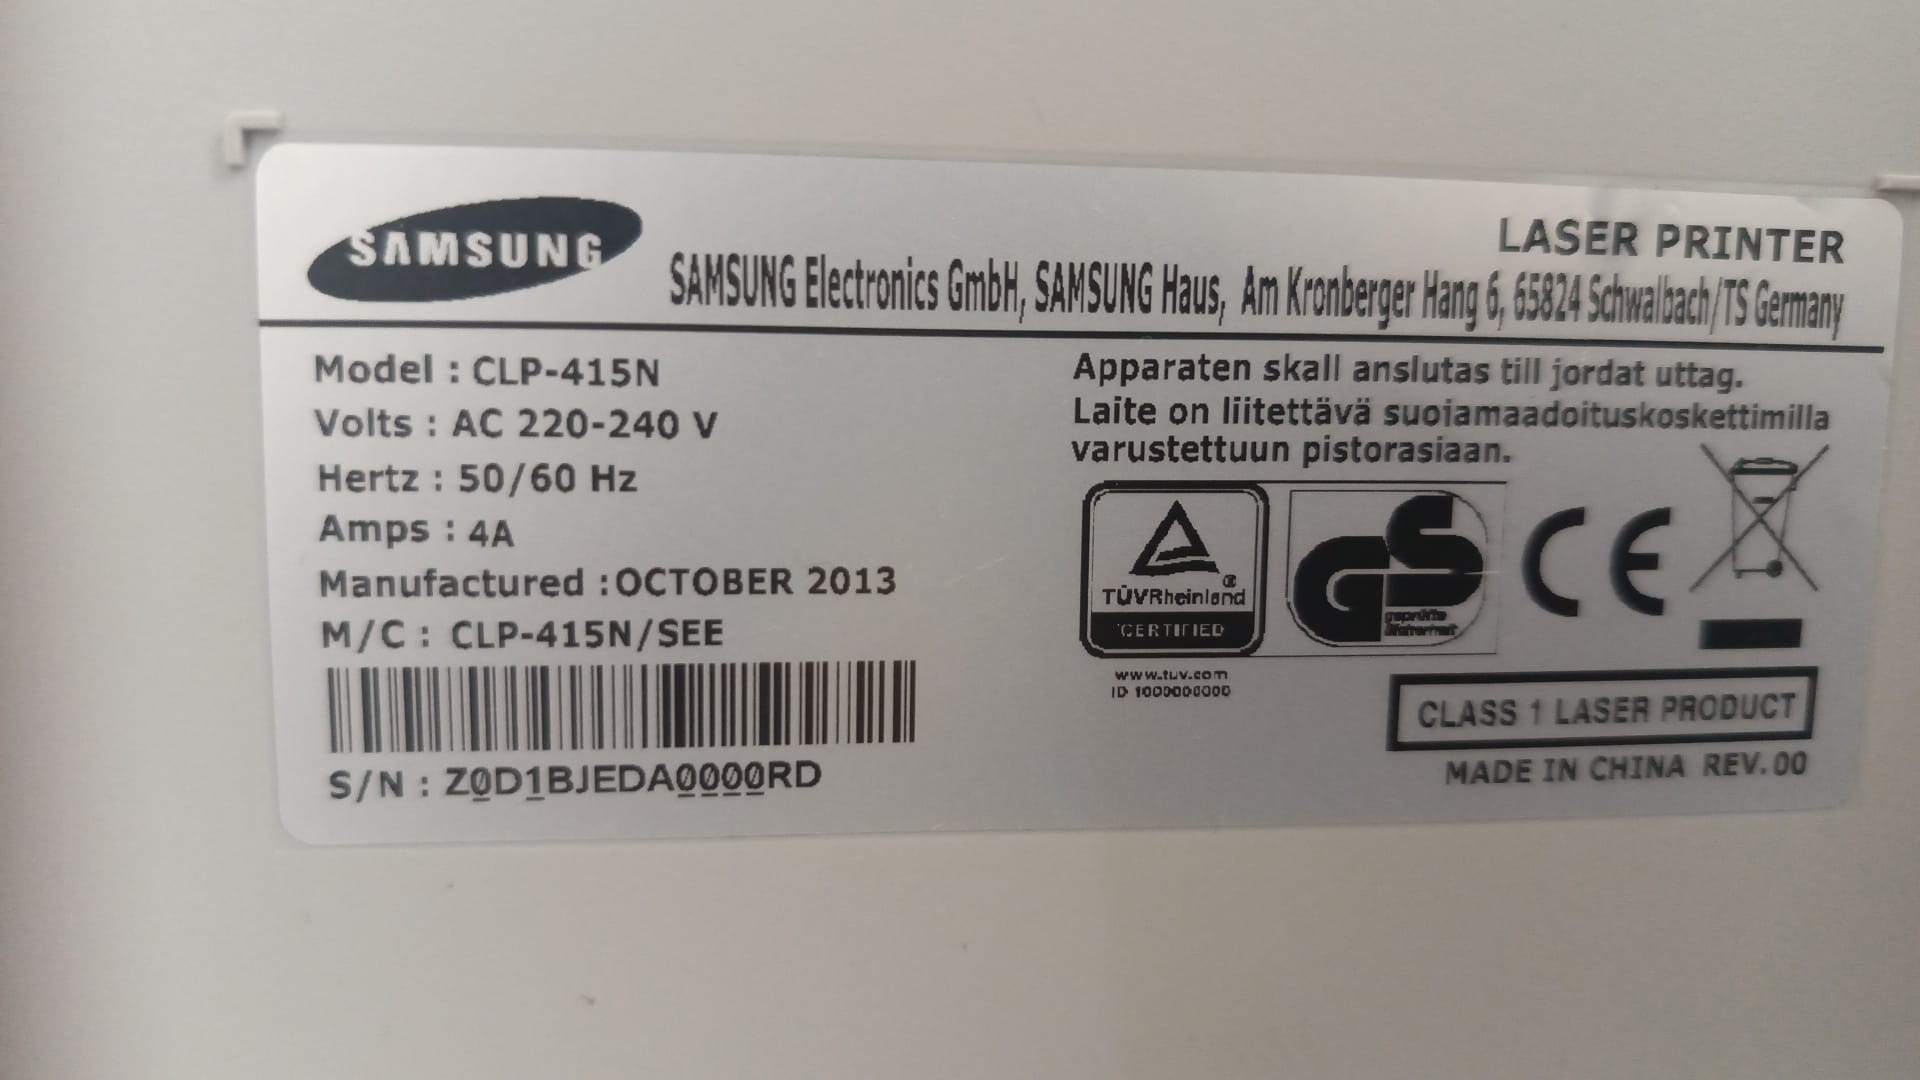 SAMSUNG
LASER PRINTER
SAMSUNG Electronics GmbH, SAMSUNG Haus, Am Kronberger Hang 6, 65824 Schwalbach/TS Germany
Model : CLP-415N
Volts : AC 220-240 V
Hertz : 50/60 Hz
Amps : 4A
Manufactured :OCTOBER 2013
M/C : CLP-415N/SEE
S/N : Z0D1BJEDA0000RD
Apparaten skall anslutas till jordat uttag.
Laite on liitettävä suoiamaadoituskoskettimilla
varustettuun pistorasiaan.
TÜVRheinland ®
CERTIFIED
www.tuv.com
ID 1000000000
GS
geprüfte
Sicherheit
CE
CLASS 1 LASER PRODUCT
MADE IN CHINA REV.00